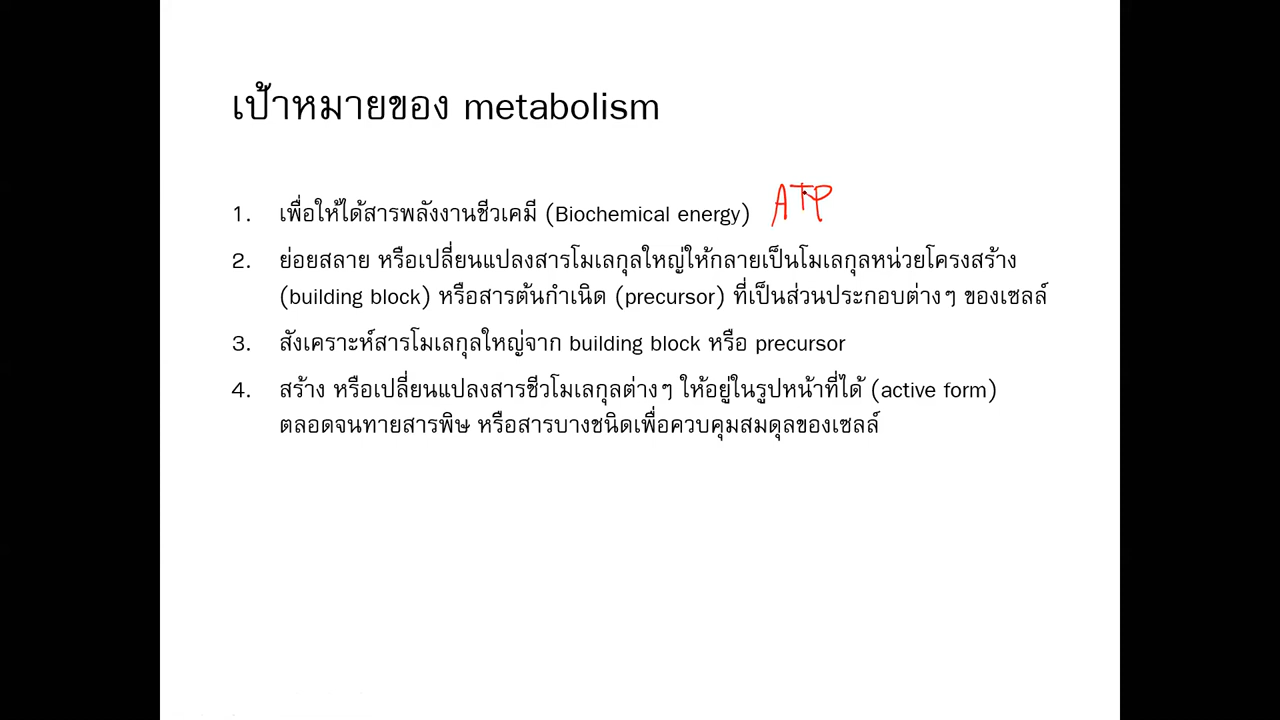 เป้าหมายของ metabolism
1. เพื่อให้ได้สารพลังงานชีวเคมี (Biochemical energy) ATP
2. ย่อยสลาย หรือเปลี่ยนแปลงสารโมเลกุลใหญ่ให้กลายเป็นโมเลกุลหน่วยโครงสร้าง
(building block) หรือสารต้นกำเนิด (precursor) ที่เป็นส่วนประกอบต่างๆ ของเซลล์
3. สังเคราะห์สารโมเลกุลใหญ่จาก building block หรือ precursor
4. สร้าง หรือเปลี่ยนแปลงสารชีวโมเลกุลต่างๆ ให้อยู่ในรูปหน้าที่ได้ (active form)
ตลอดจนทายสารพิษ หรือสารบางชนิดเพื่อควบคุมสมดุลของเซลล์